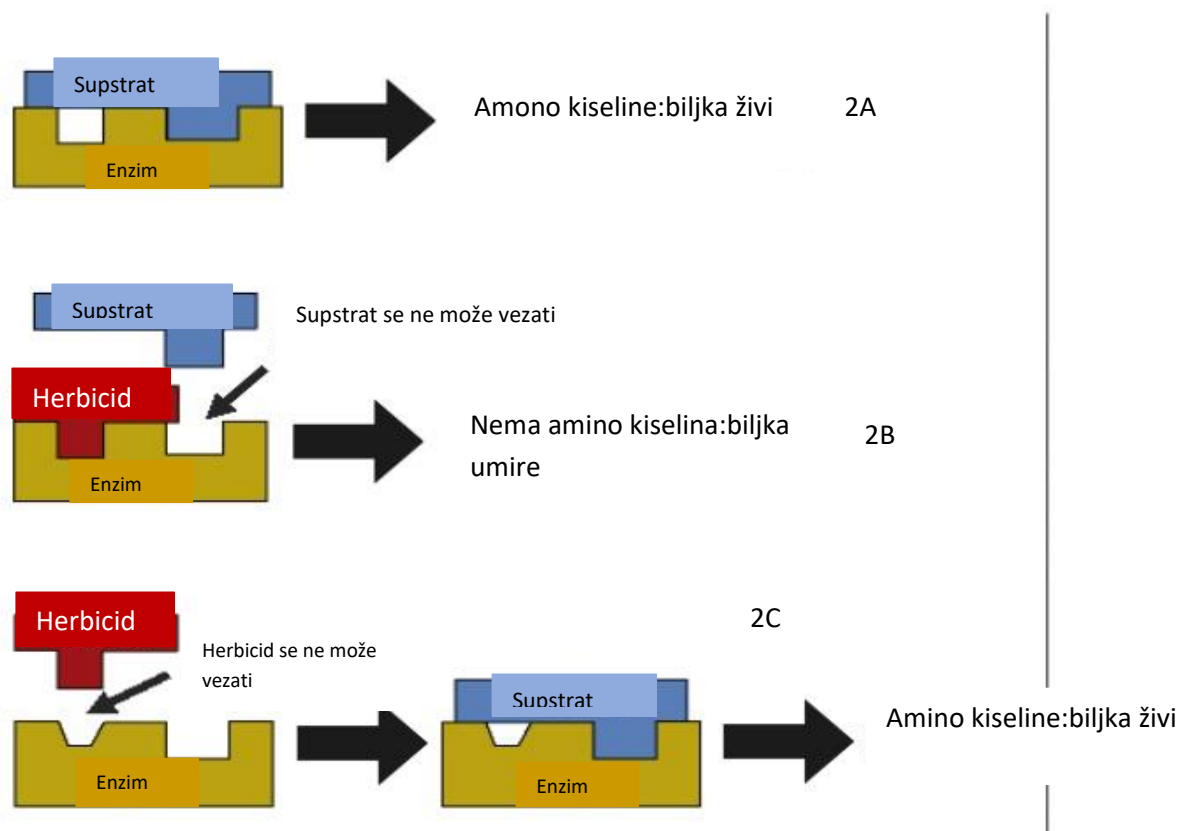 Supstrat
Amono kiseline:biljka živi
2A
Enzim
Supstrat
Supstrat se ne može vezati
Herbicid
Nema amino kiselina:biljka
umire
2B
Enzim
Herbicid
2C
Herbicid se ne može
vezati
Supstrat
Amino kiseline:biljka živi
Enzim
Enzim